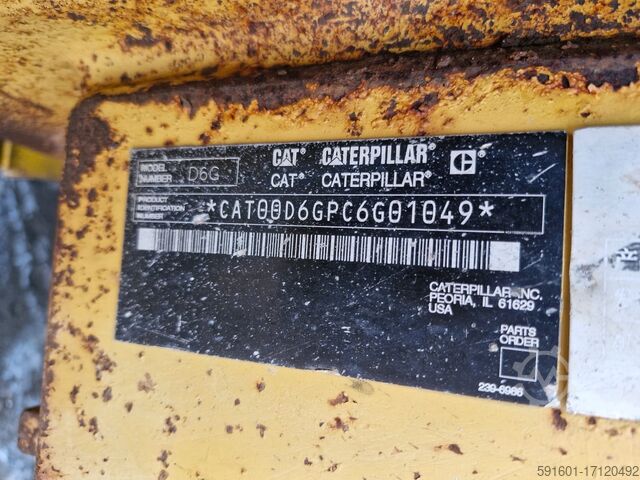 CAT CATERPILLAR C
MODEL NUMBER D6G CAT® CATERPILLAR®
PRODUCT IDENTIFICATION NUMBER *CAT00D6GPC6G01049*
CATERPILLAR INC.
PEORIA, IL 61629
USA
PARTS
ORDER
239-6986
591601-17120492